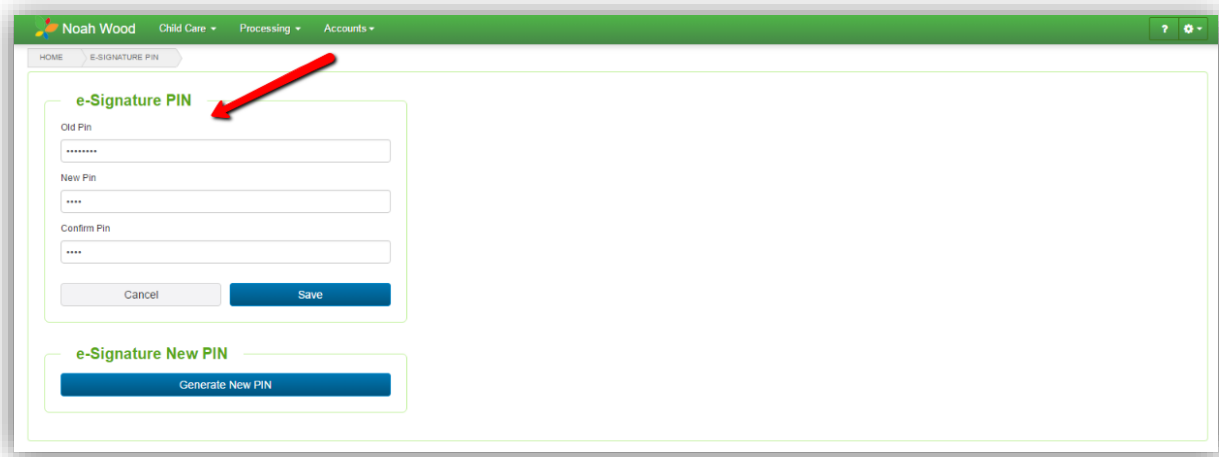 Noah Wood Child Care Processing Accounts ?
HOME E-SIGNATURE PIN
e-Signature PIN
Old Pin
••••••••
New Pin
••••
Confirm Pin
••••
Cancel Save
e-Signature New PIN
Generate New PIN